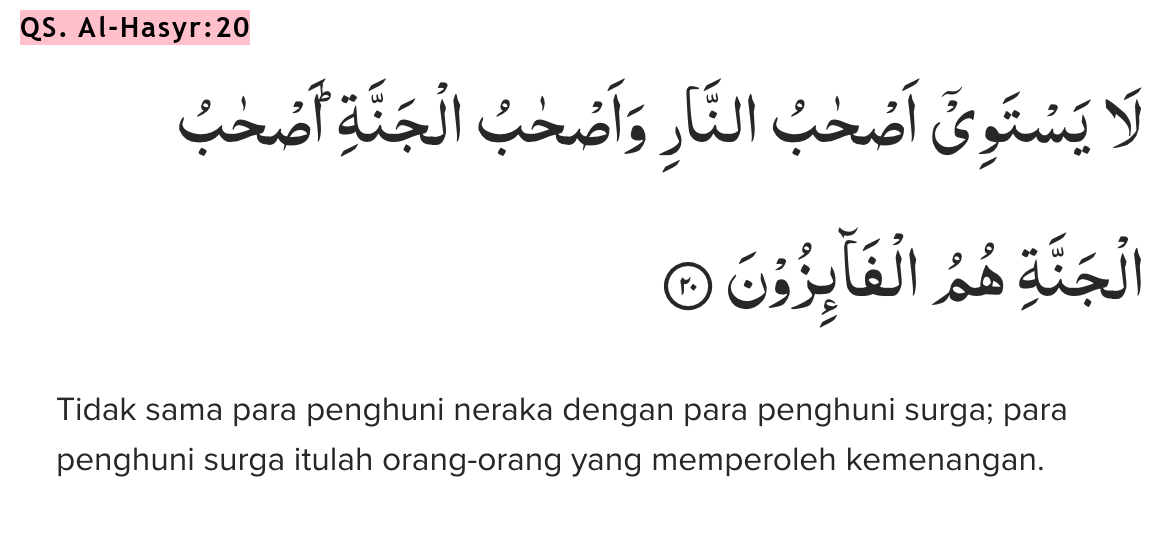 QS. Al-Hasyr:20
لَا يَسْتَوِيْٓ اَصْحٰبُ النَّارِ وَاَصْحٰبُ الْجَنَّةِۗ اَصْحٰبُ
الْجَنَّةِ هُمُ الْفَاۤىِٕزُوْنَ ٢٠
Tidak sama para penghuni neraka dengan para penghuni surga; para
penghuni surga itulah orang-orang yang memperoleh kemenangan.